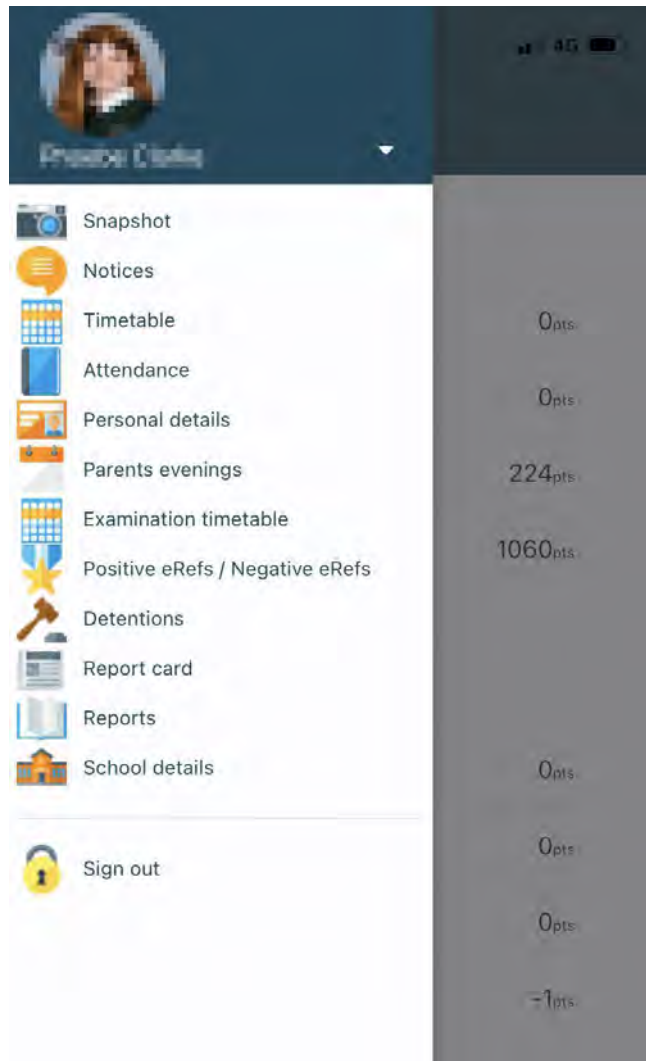 4G
Snapshot
Notices
Timetable
0pts
Attendance
0pts
Personal details
Parents evenings
224pts
Examination timetable
1060pts
Positive eRefs / Negative eRefs
Detentions
Report card
Reports
School details
0pts
0pts
Sign out
0pts
-1pts